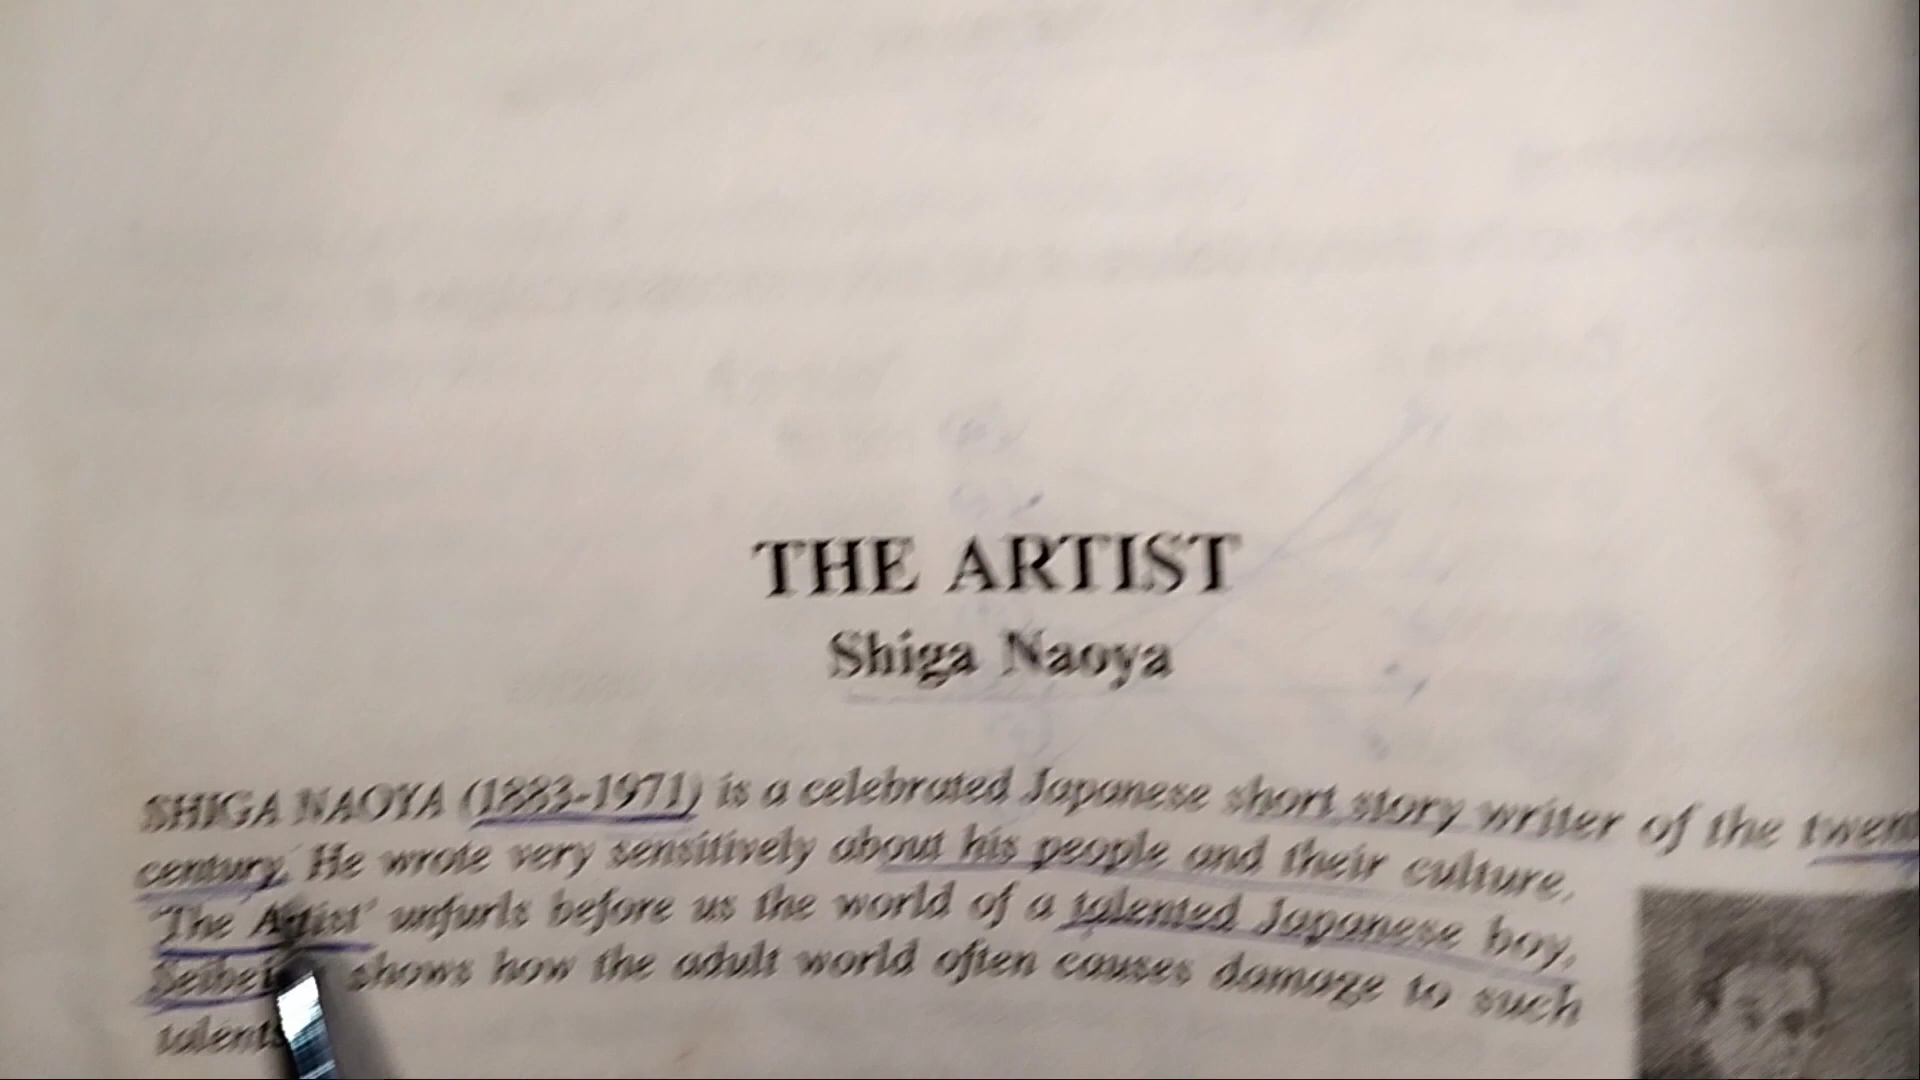 THE ARTIST
Shiga Naoya
SHIGA NAOYA (1883-1971) is a celebrated Japanese short story writer of the
century. He wrote very sensitively about his people and their culture.
'The Artist' unfurls before us the world of a talented Japanese boy,
shows how the adult world often causes damage to such